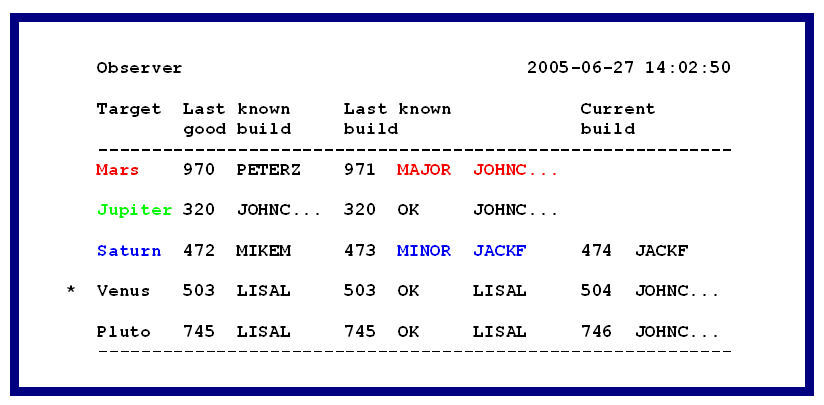 Observer 2005-06-27 14:02:50
Target Last known Last known Current
good build build build
Mars 970 PETERZ 971 MAJOR JOHNC...
Jupiter 320 JOHNC... 320 OK JOHNC...
Saturn 472 MIKEM 473 MINOR JACKF 474 JACKF
* Venus 503 LISAL 503 OK LISAL 504 JOHNC...
Pluto 745 LISAL 745 OK LISAL 746 JOHNC...